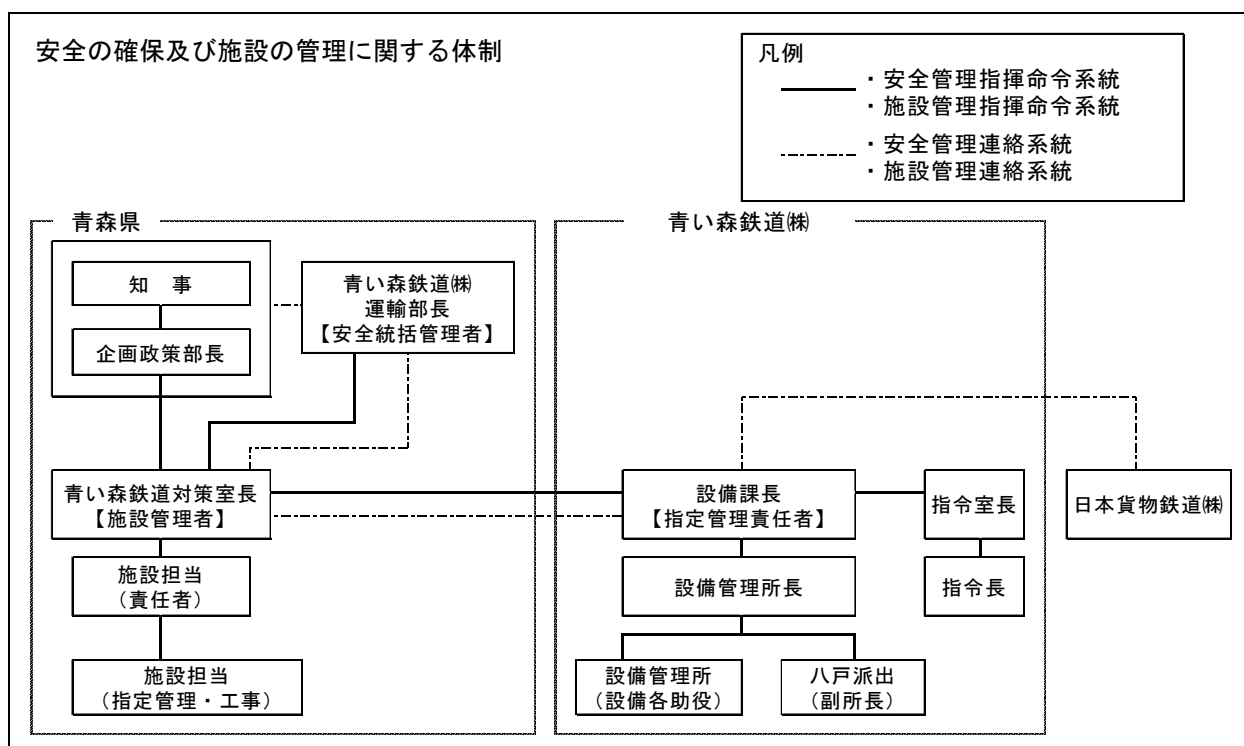 安全の確保及び施設の管理に関する体制
凡例
・安全管理指揮命令系統
・施設管理指揮命令系統
・安全管理連絡系統
・施設管理連絡系統
青森県
知　事
企画政策部長
青い森鉄道㈱
運輸部長
【安全統括管理者】
青い森鉄道対策室長
【施設管理者】
施設担当
（責任者）
施設担当
（指定管理・工事）
青い森鉄道㈱
設備課長
【指定管理責任者】
指令室長
設備管理所長
指令長
設備管理所
（設備各助役）
八戸派出
（副所長）
日本貨物鉄道㈱